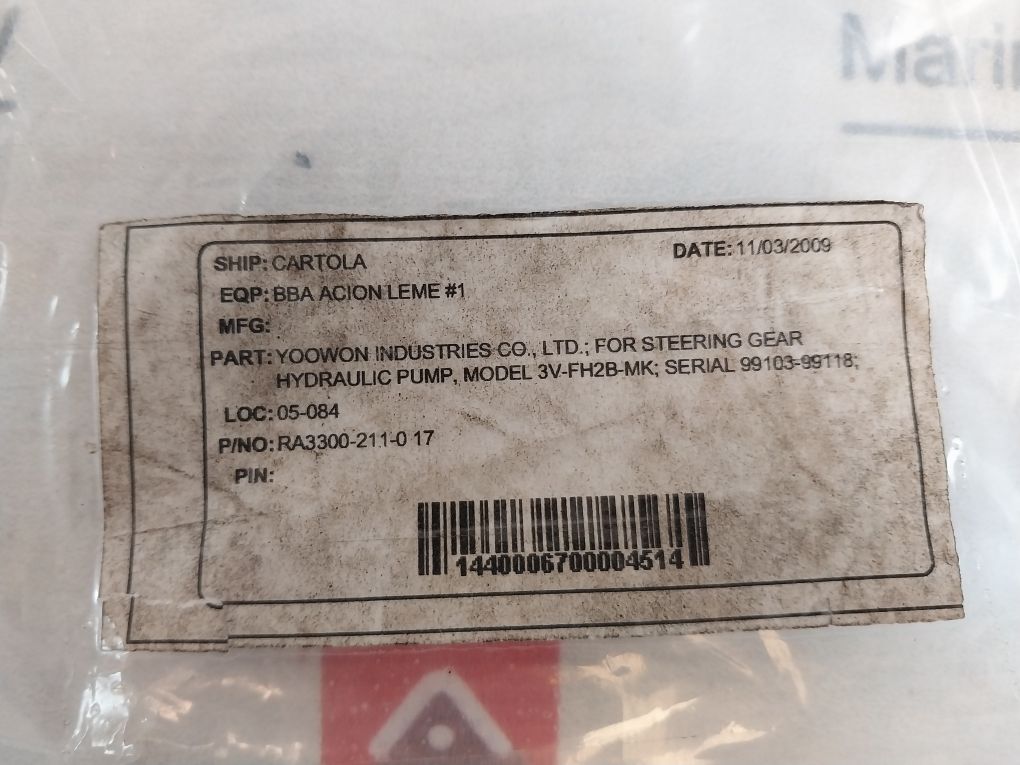 SHIP: CARTOLA
DATE: 11/03/2009
EQP: BBA ACION LEME #1
MFG:
PART: YOOWON INDUSTRIES CO., LTD.; FOR STEERING GEAR
HYDRAULIC PUMP, MODEL 3V-FH2B-MK; SERIAL 99103-99118;
LOC: 05-084
P/NO: RA3300-211-0 17
PIN:
1440006700004514